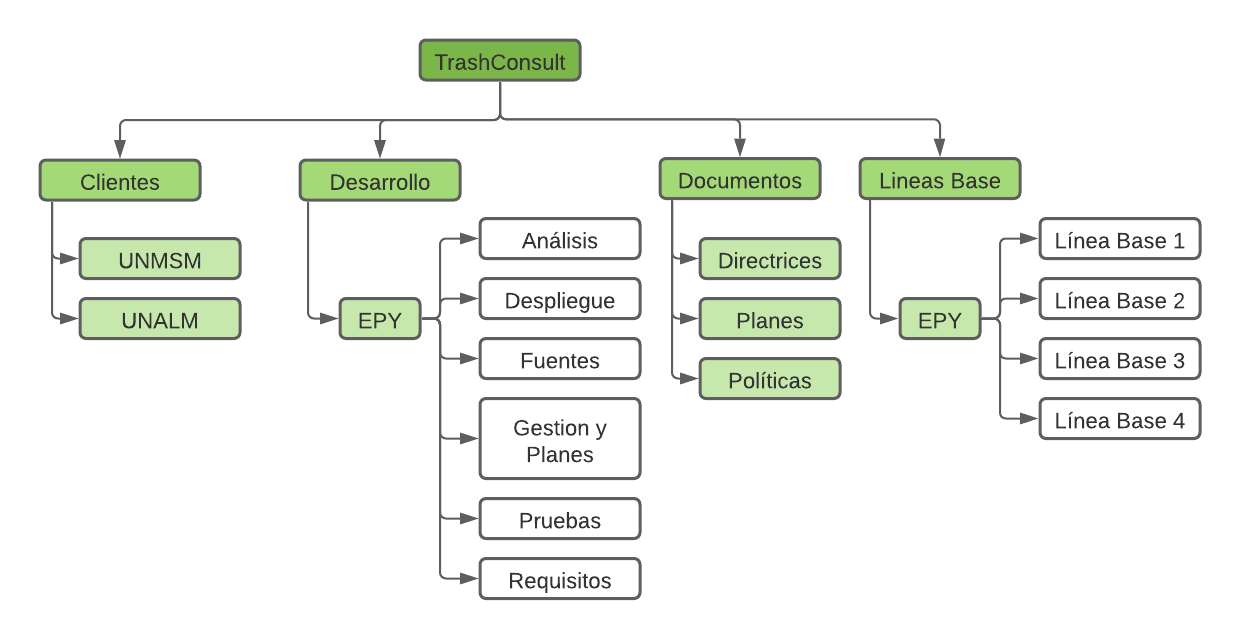 TrashConsult
Clientes
UNMSM
UNALM
Desarrollo
EPY
Análisis
Despliegue
Fuentes
Gestion y
Planes
Pruebas
Requisitos
Documentos
Directrices
Planes
Políticas
Lineas Base
EPY
Línea Base 1
Línea Base 2
Línea Base 3
Línea Base 4